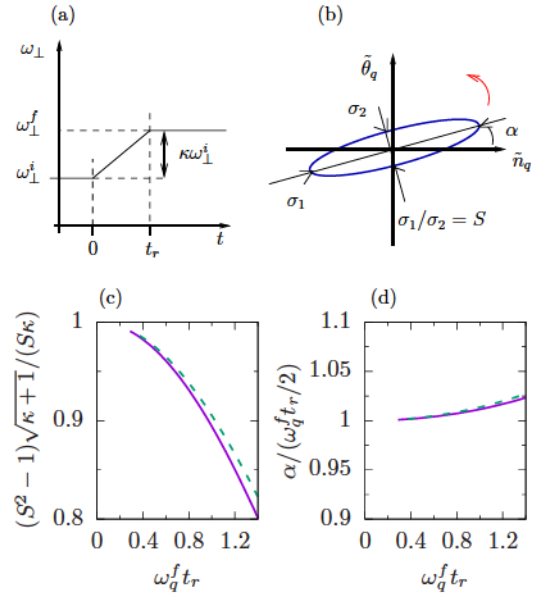 (a)
ω⊥
ω⊥^f
κω⊥^i
ω⊥^i
0
t_r
t
(b)
θ̃_q
σ_2
α
ñ_q
σ_1
σ_1/σ_2 = S
(c)
(S² − 1)√κ + 1/(Sκ)
1
0.9
0.8
0
0.4
0.8
1.2
ω_q^f t_r
(d)
α/(ω_q^f t_r/2)
1.1
1.05
1
0.95
0.9
0
0.4
0.8
1.2
ω_q^f t_r